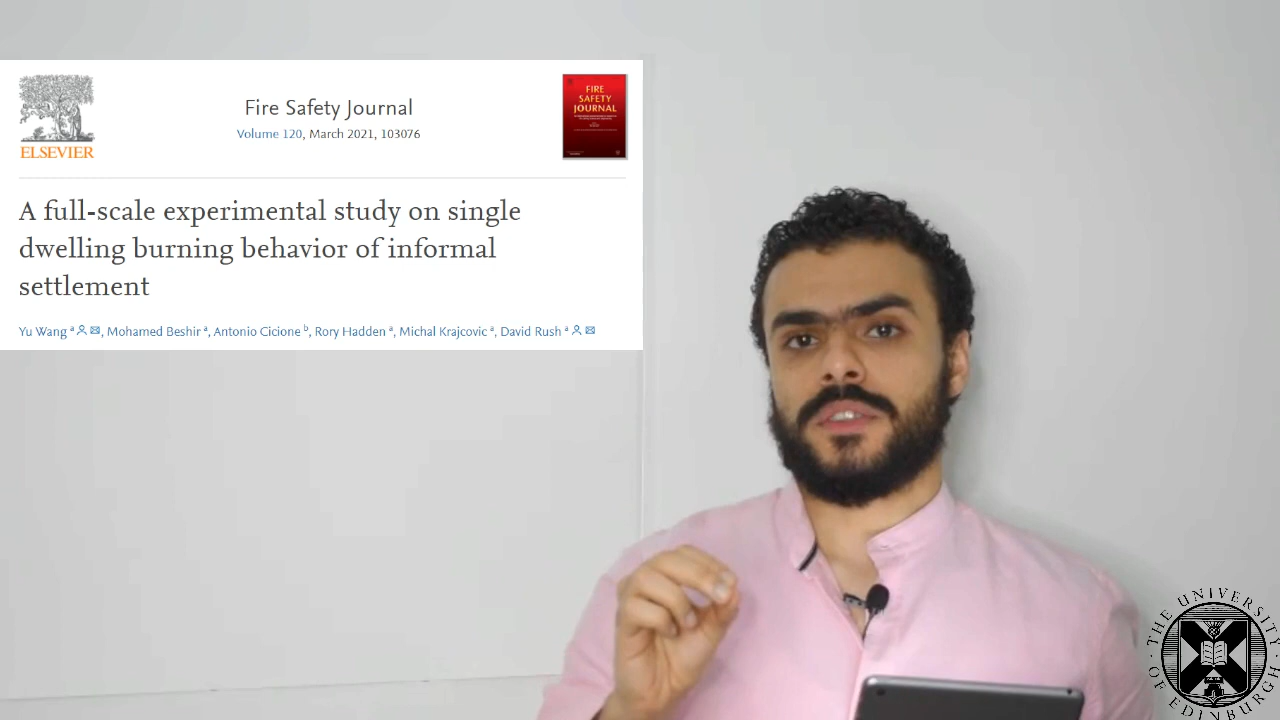 Fire Safety Journal
Volume 120, March 2021, 103076
FIRE
SAFETY
JOURNAL
ELSEVIER
A full-scale experimental study on single
dwelling burning behavior of informal
settlement
Yu Wang a, Mohamed Beshir a, Antonio Cicione b, Rory Hadden a, Michal Krajcovic a, David Rush a
THE UNIVERSITY OF EDINBURGH